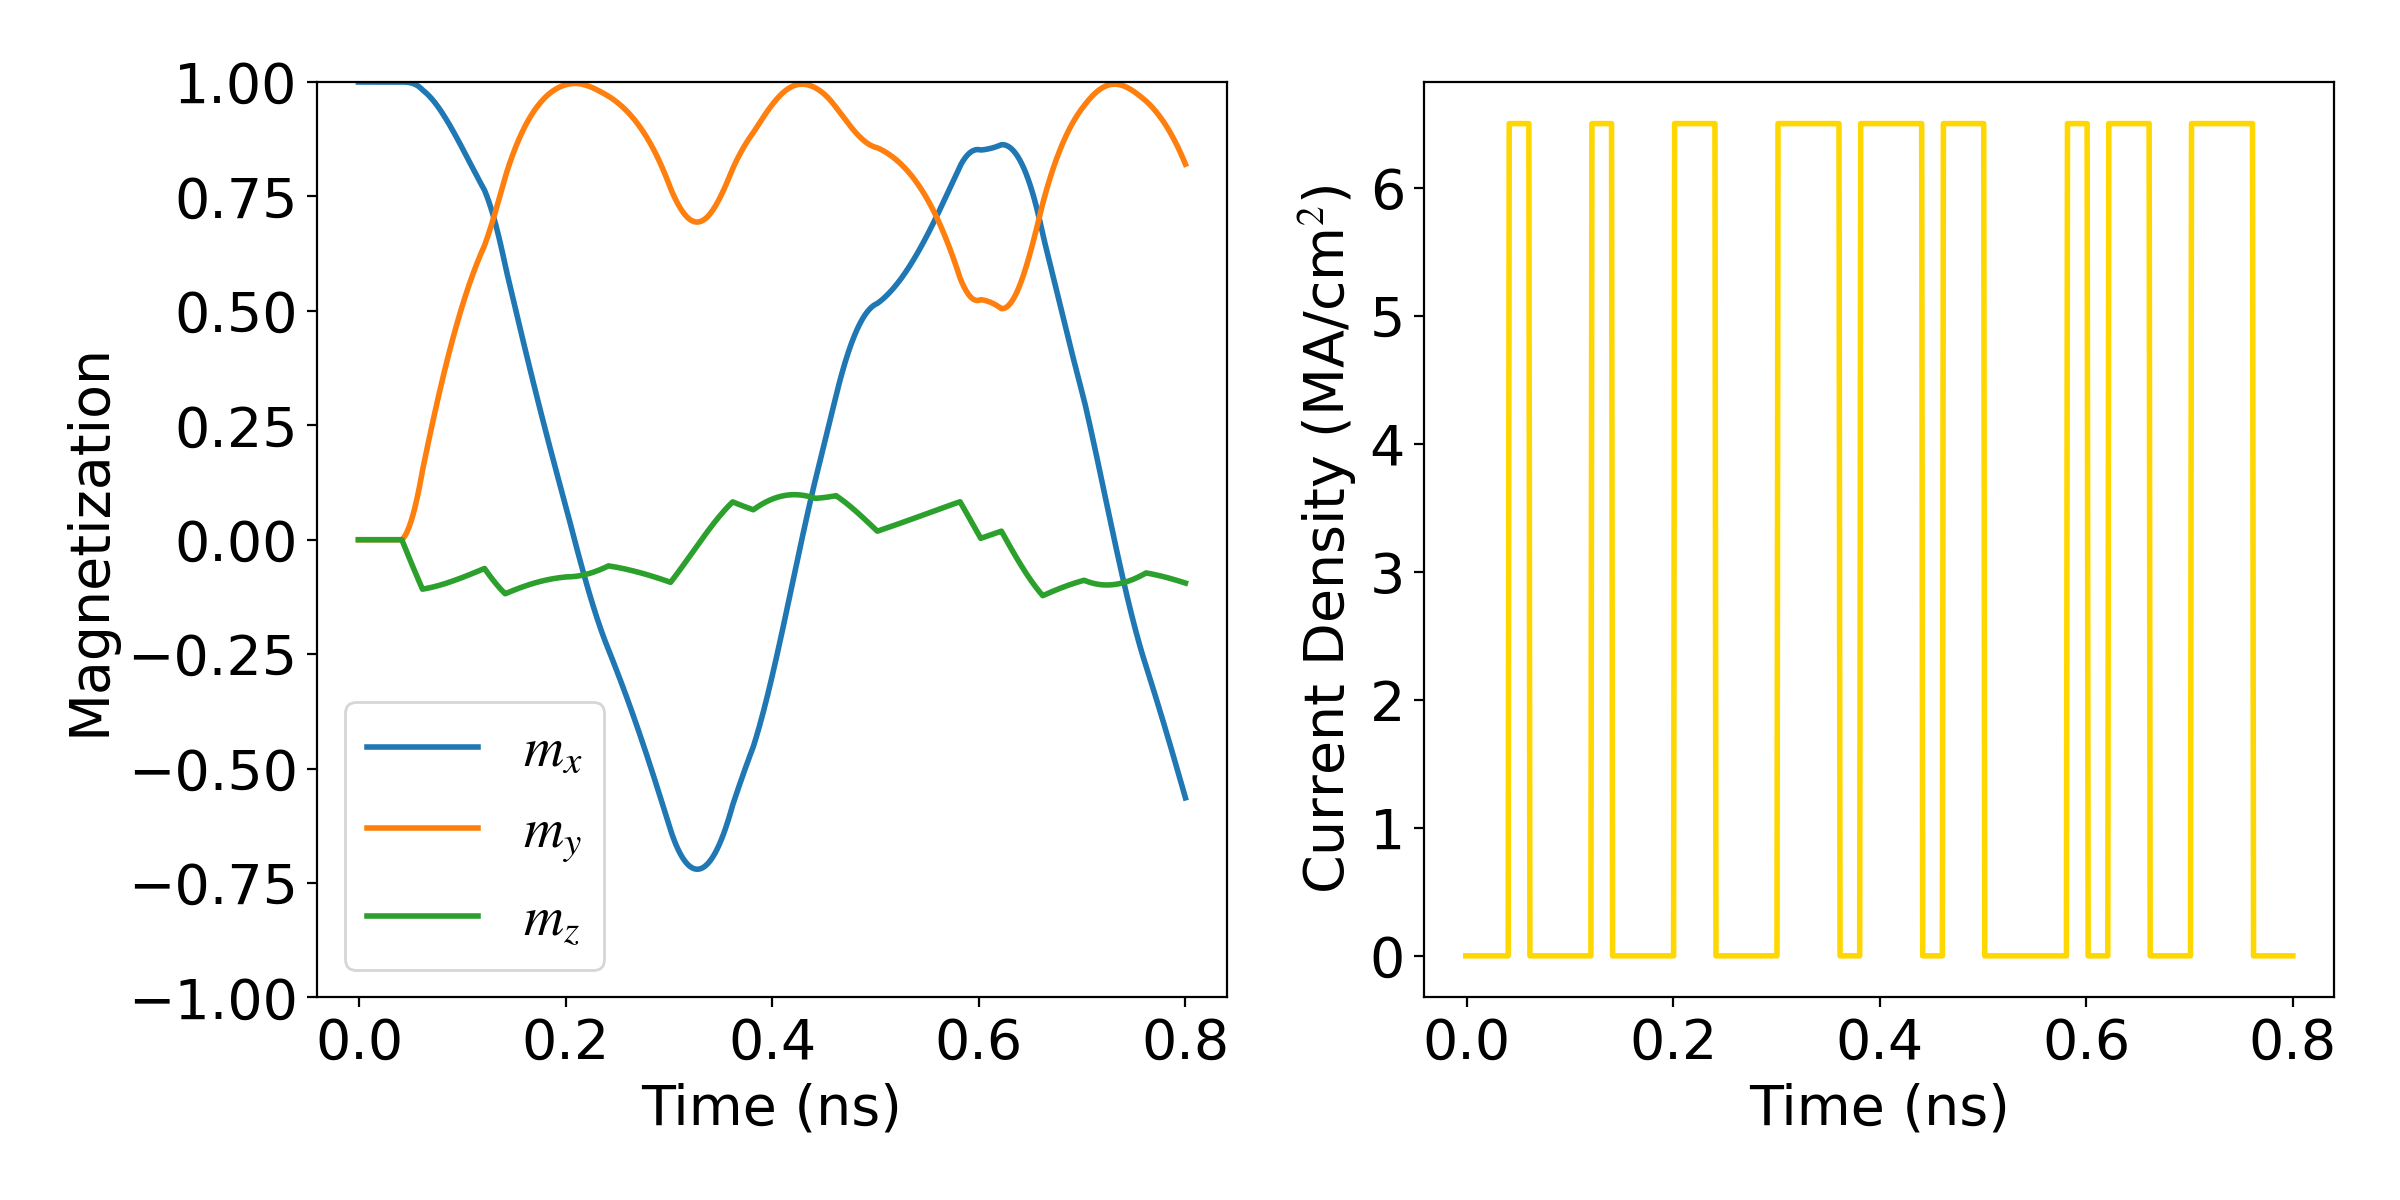 Magnetization
1.00
0.75
0.50
0.25
0.00
−0.25
−0.50
−0.75
−1.00
m_x
m_y
m_z
0.0 0.2 0.4 0.6 0.8
Time (ns)
Current Density (MA/cm²)
6
5
4
3
2
1
0
0.0 0.2 0.4 0.6 0.8
Time (ns)